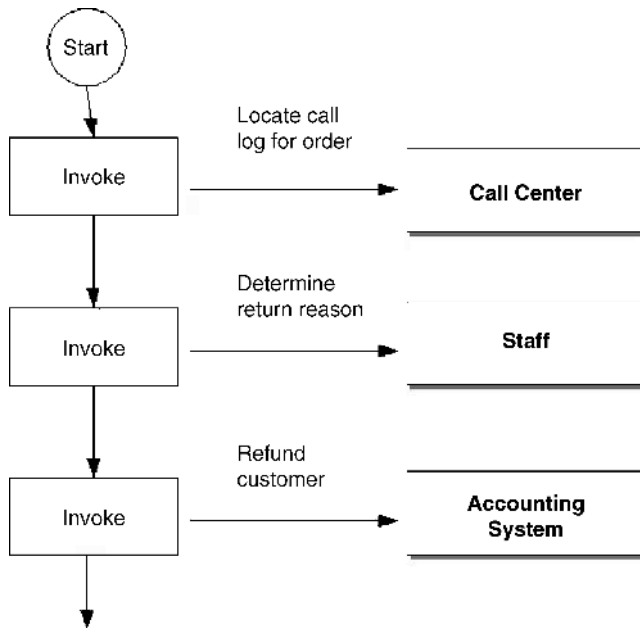 Start
Locate call
log for order
Invoke
Call Center
Determine
return reason
Invoke
Staff
Refund
customer
Invoke
Accounting
System